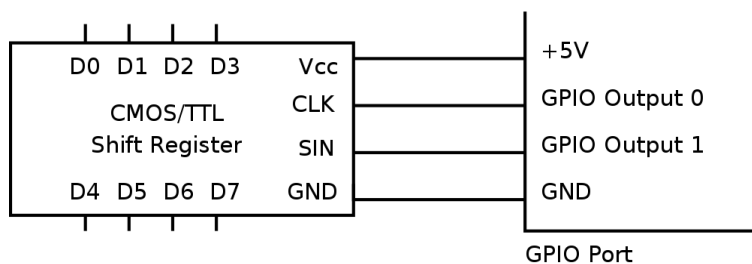 D0 D1 D2 D3 Vcc
CMOS/TTL
Shift Register
CLK
SIN
D4 D5 D6 D7 GND
+5V
GPIO Output 0
GPIO Output 1
GND
GPIO Port